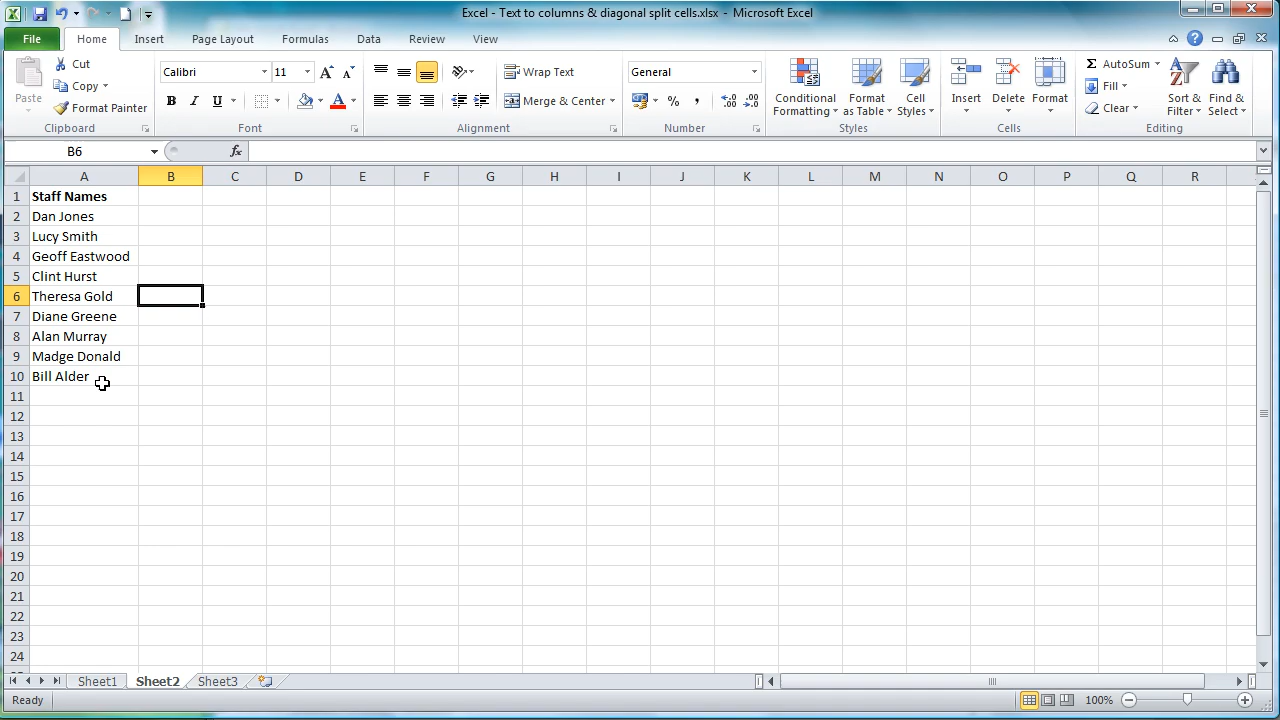 Excel - Text to columns & diagonal split cells.xlsx - Microsoft Excel
File Home Insert Page Layout Formulas Data Review View
Paste
Cut
Copy
Format Painter
Clipboard
Calibri 11
B I U A
Font
Wrap Text
Merge & Center
Alignment
General
% ,
Number
Conditional Formatting
Format as Table
Cell Styles
Styles
Insert Delete Format
Cells
Σ AutoSum
Fill
Clear
Sort & Filter
Find & Select
Editing
B6 fx
A B C D E F G H I J K L M N O P Q R
1 Staff Names
2 Dan Jones
3 Lucy Smith
4 Geoff Eastwood
5 Clint Hurst
6 Theresa Gold
7 Diane Greene
8 Alan Murray
9 Madge Donald
10 Bill Alder
11
12
13
14
15
16
17
18
19
20
21
22
23
24
Sheet1 Sheet2 Sheet3
Ready 100%